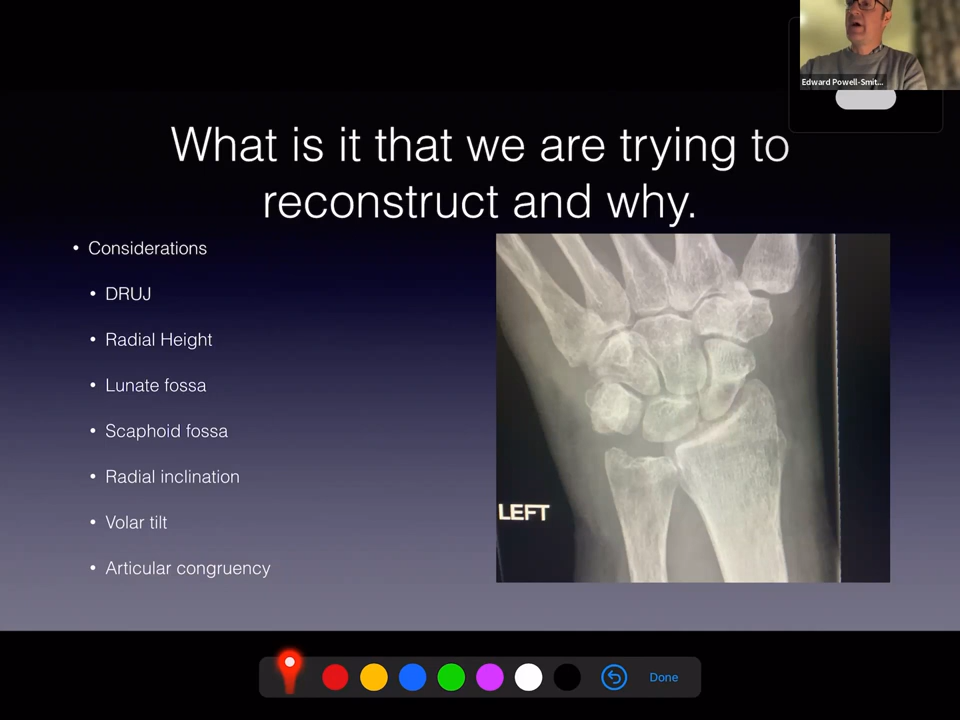 Edward Powell-Smit...
What is it that we are trying to
reconstruct and why.
• Considerations
• DRUJ
• Radial Height
• Lunate fossa
• Scaphoid fossa
• Radial inclination
• Volar tilt
• Articular congruency
LEFT
Done